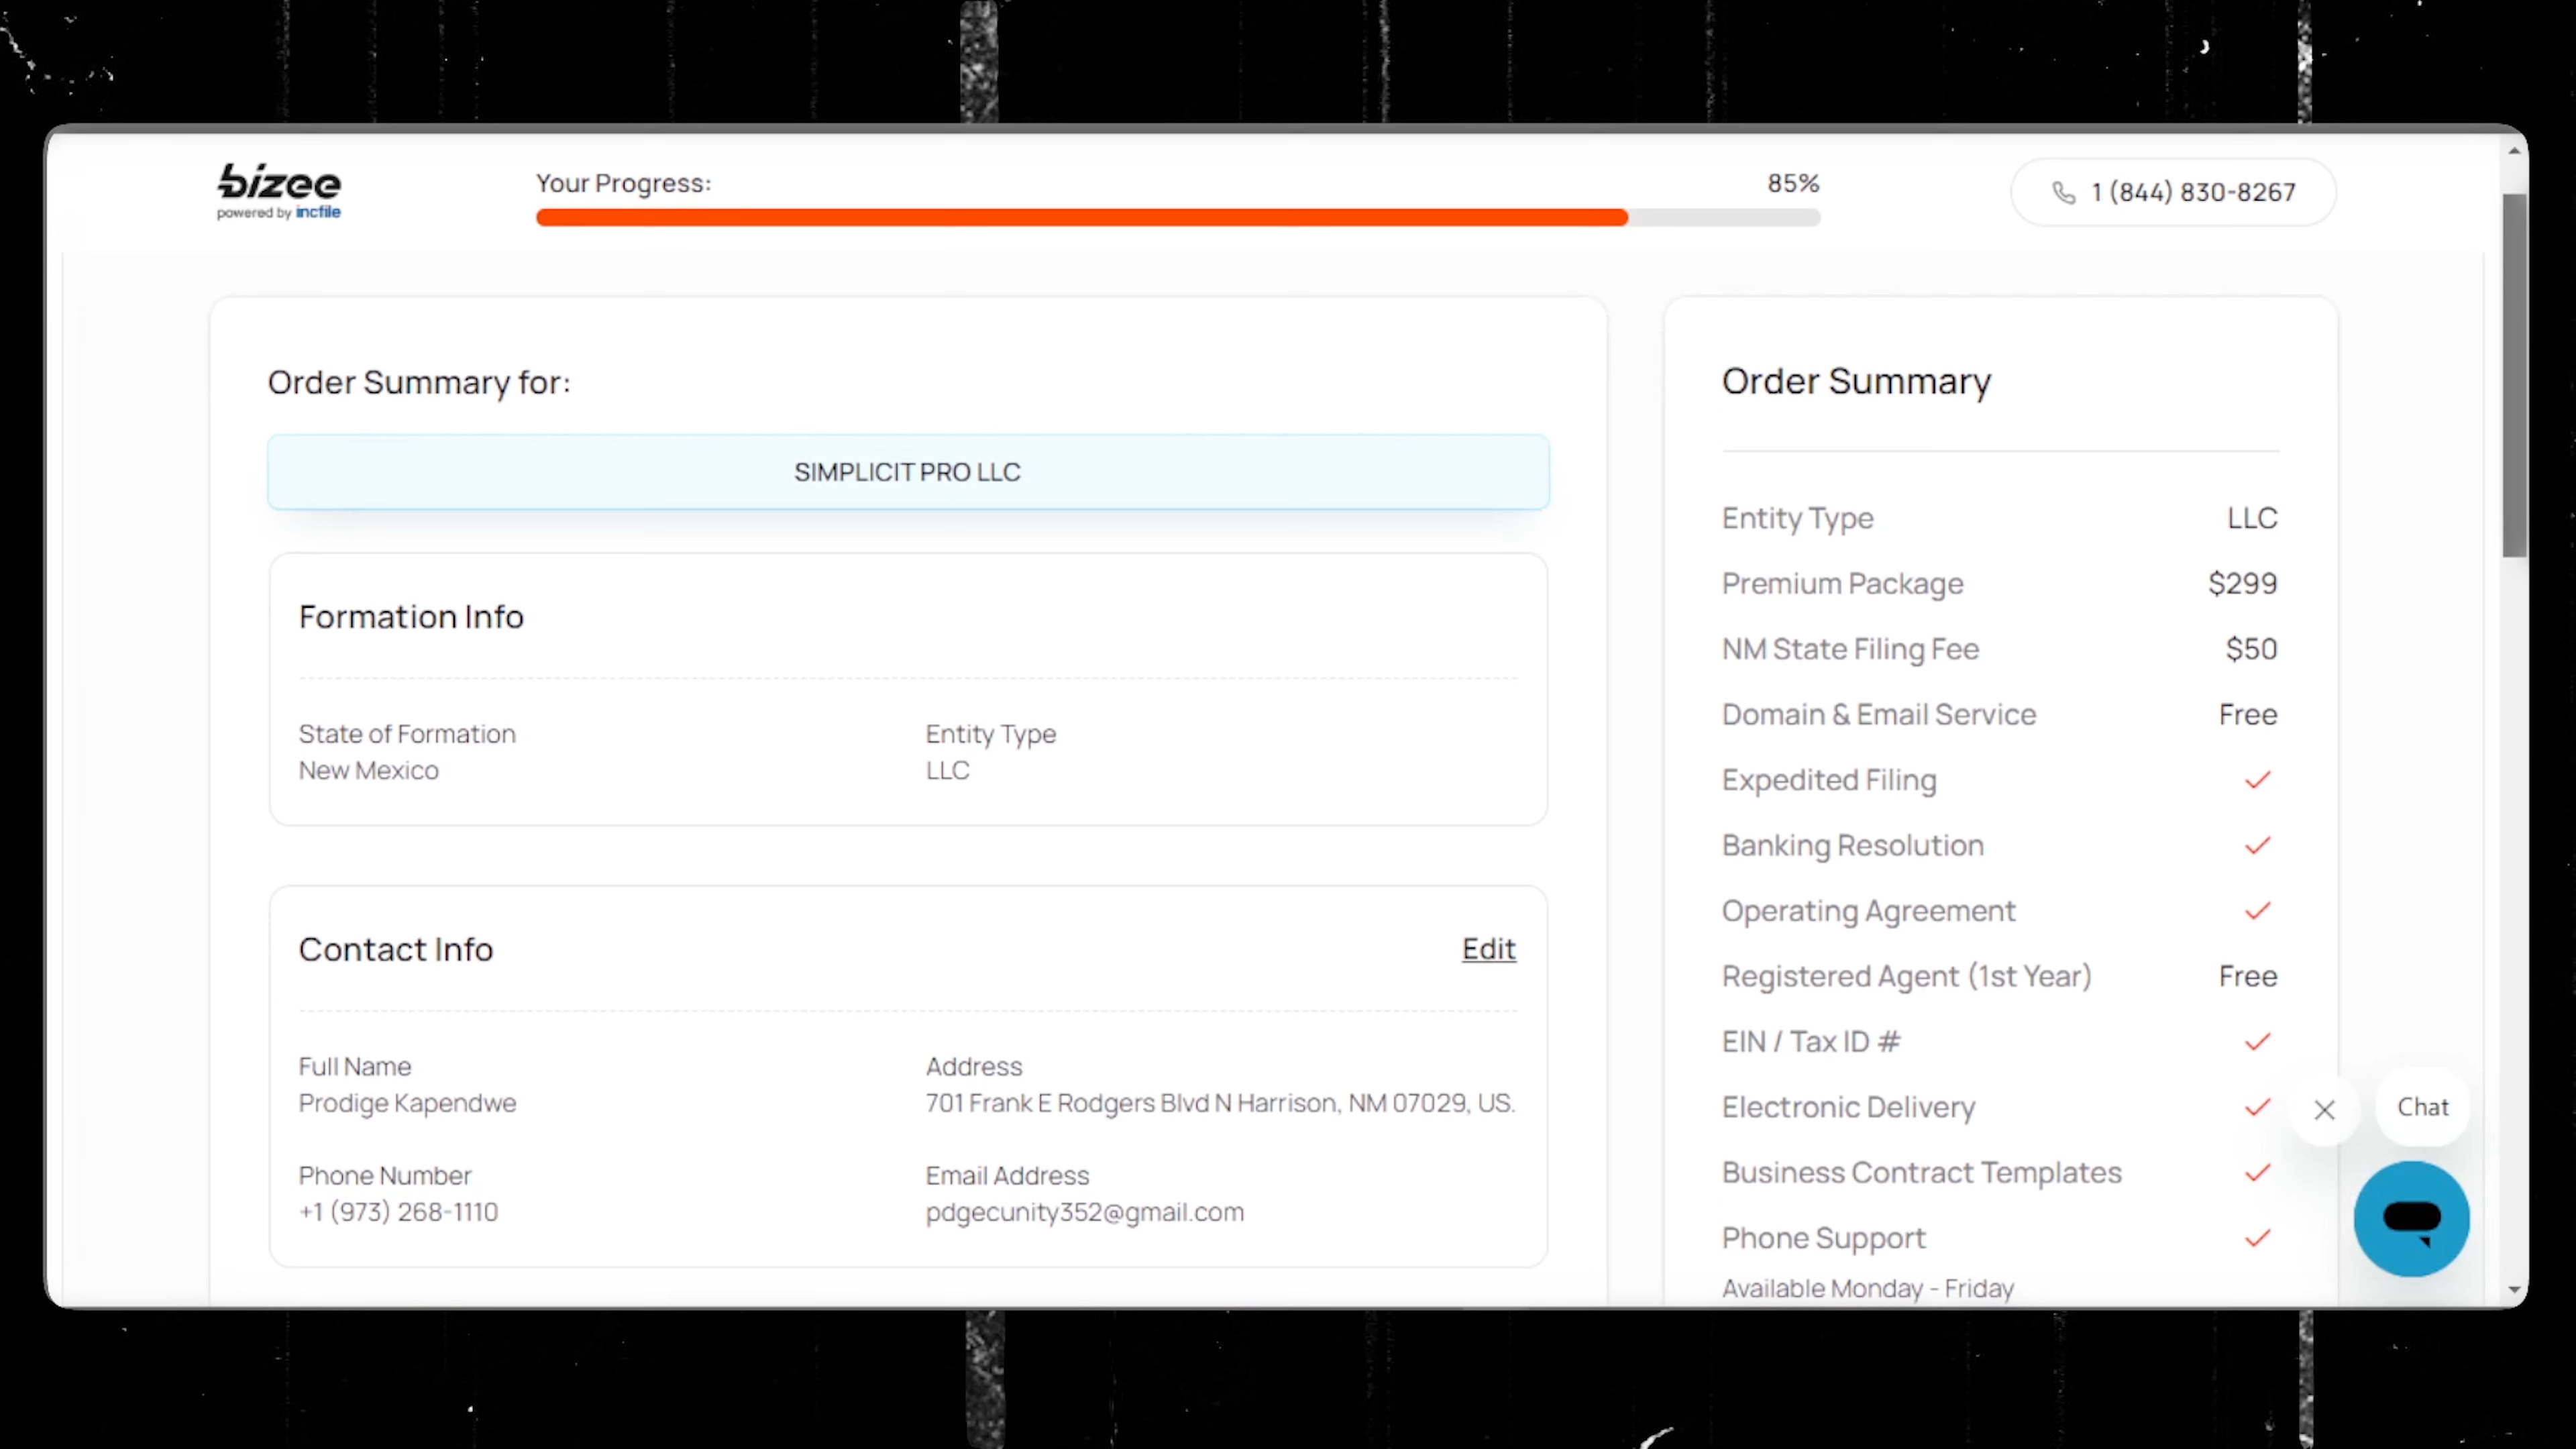 bizee
powered by incfile
Your Progress:
85%
1 (844) 830-8267
Order Summary for:
SIMPLICIT PRO LLC
Formation Info
State of Formation
New Mexico
Entity Type
LLC
Contact Info
Edit
Full Name
Prodige Kapendwe
Address
701 Frank E Rodgers Blvd N Harrison, NM 07029, US.
Phone Number
+1 (973) 268-1110
Email Address
pdgecunity352@gmail.com
Order Summary
Entity Type LLC
Premium Package $299
NM State Filing Fee $50
Domain & Email Service Free
Expedited Filing
Banking Resolution
Operating Agreement
Registered Agent (1st Year) Free
EIN / Tax ID #
Electronic Delivery
Business Contract Templates
Phone Support
Available Monday - Friday
Chat